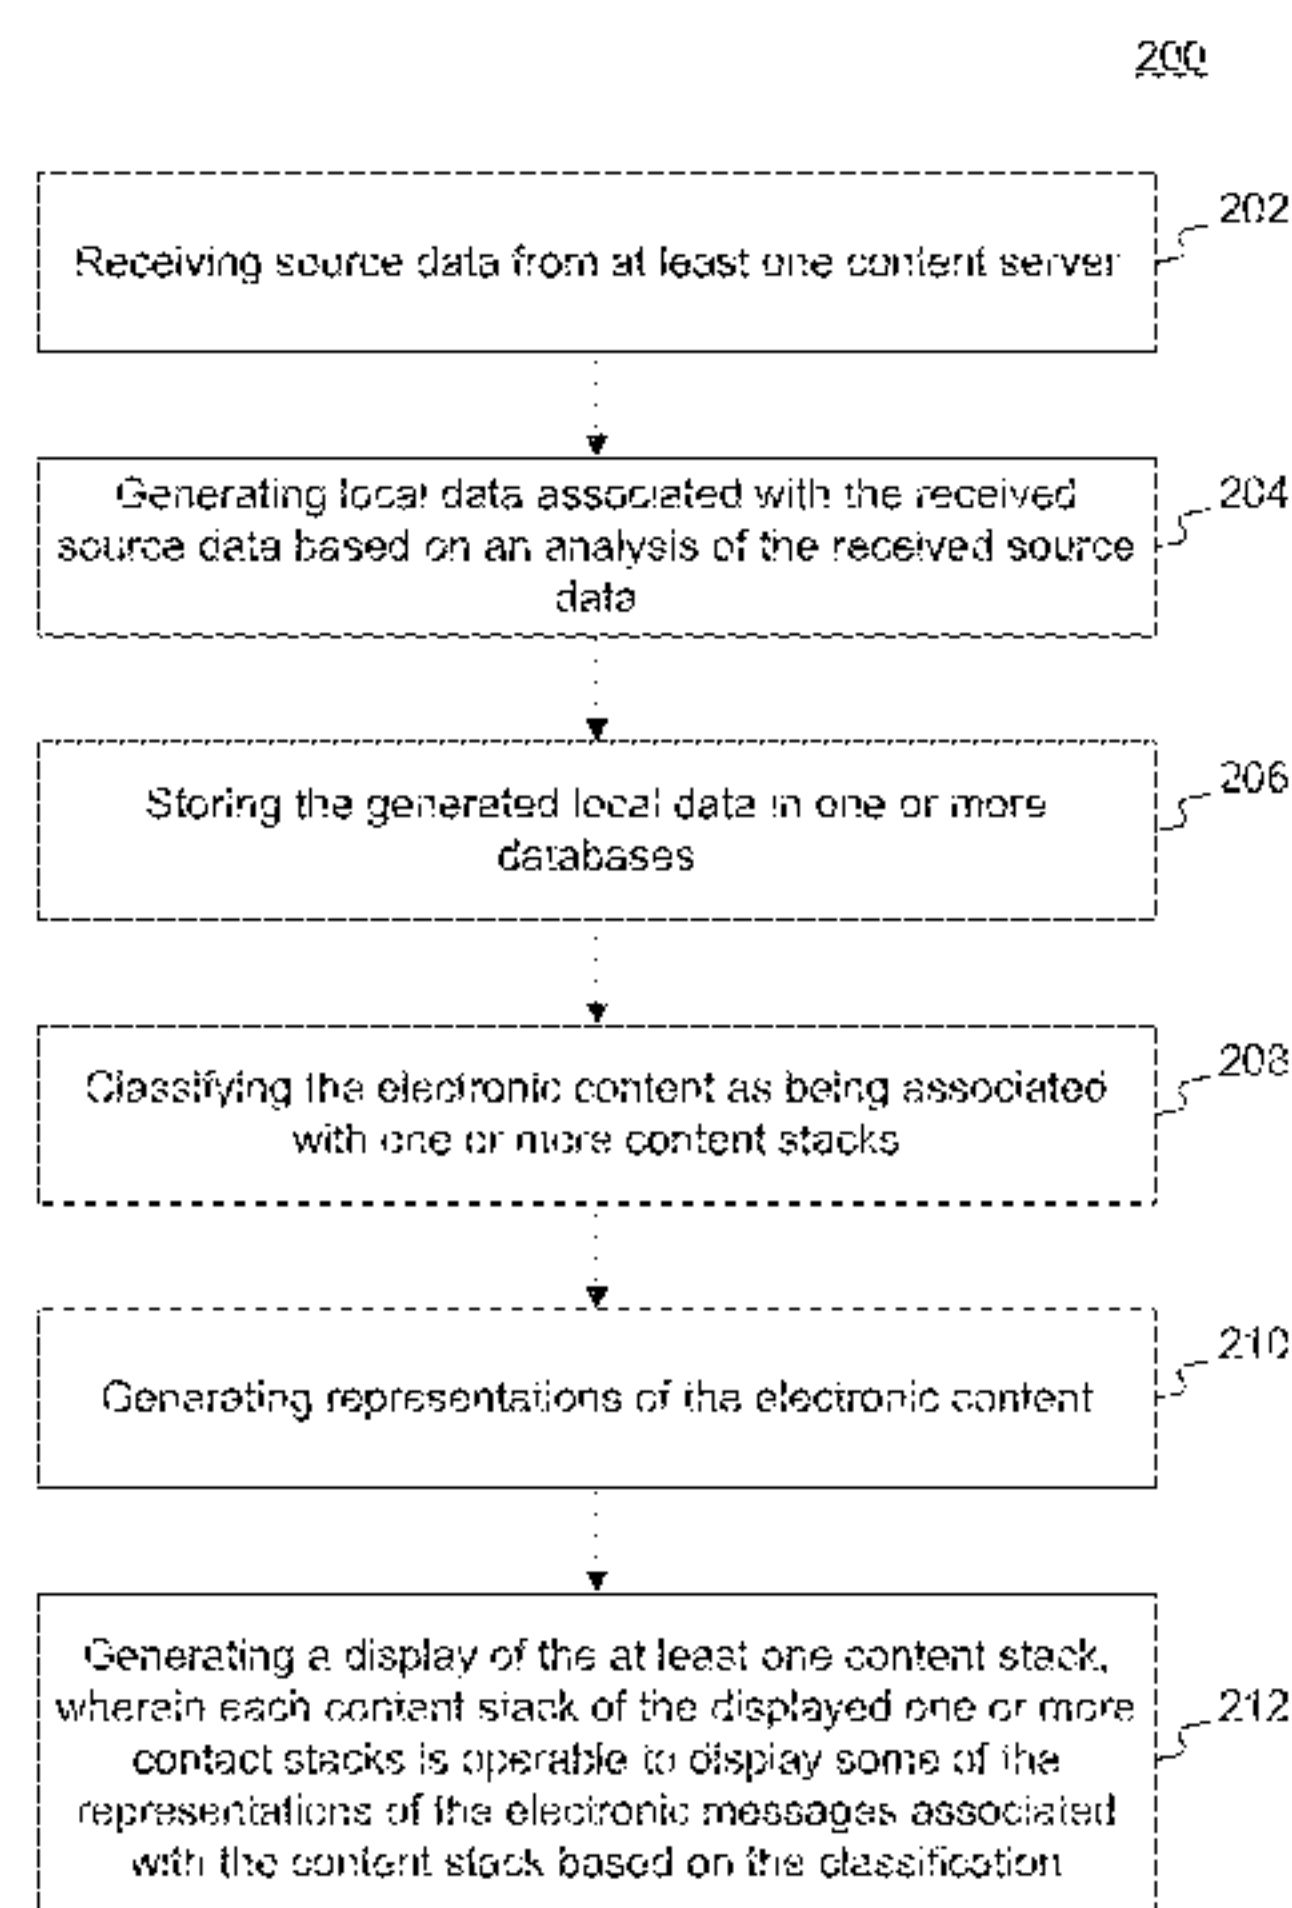 200
202
Receiving source data from at least one content server
204
Generating local data associated with the received
source data based on an analysis of the received source
data
206
Storing the generated local data in one or more
databases
208
Classifying the electronic content as being associated
with one or more content stacks
210
Generating representations of the electronic content
Generating a display of the at least one content stack,
wherein each content stack of the displayed one or more
212
contact stacks is operable to display some of the
representations of the electronic messages associated
with the content stack based on the classification